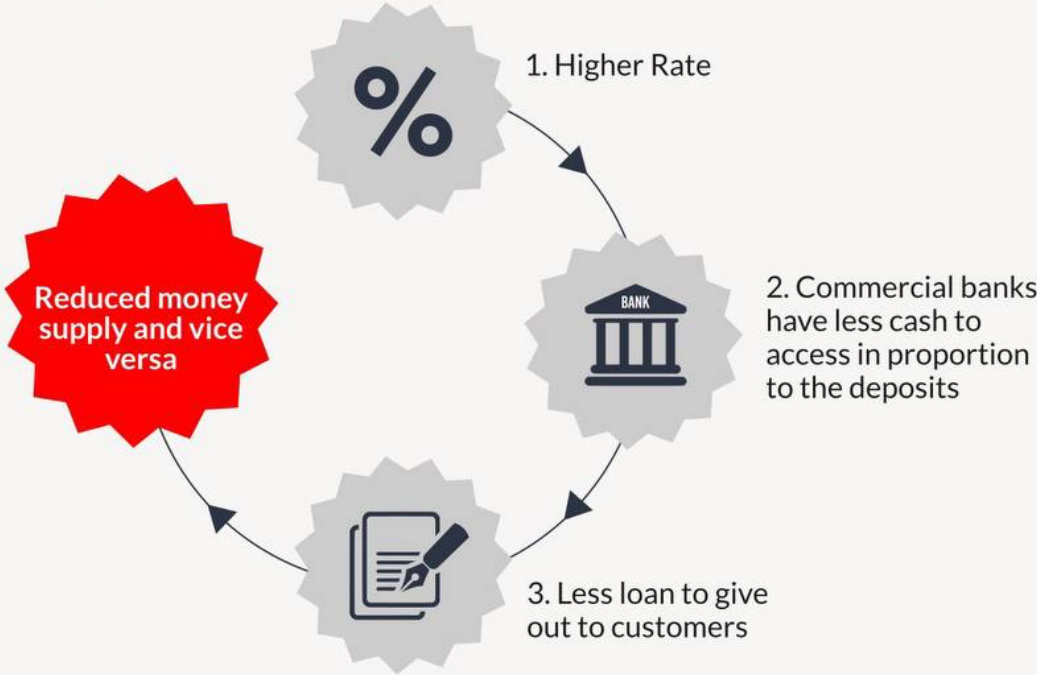 %
1. Higher Rate
BANK
2. Commercial banks
have less cash to
access in proportion
to the deposits
3. Less loan to give
out to customers
Reduced money
supply and vice
versa